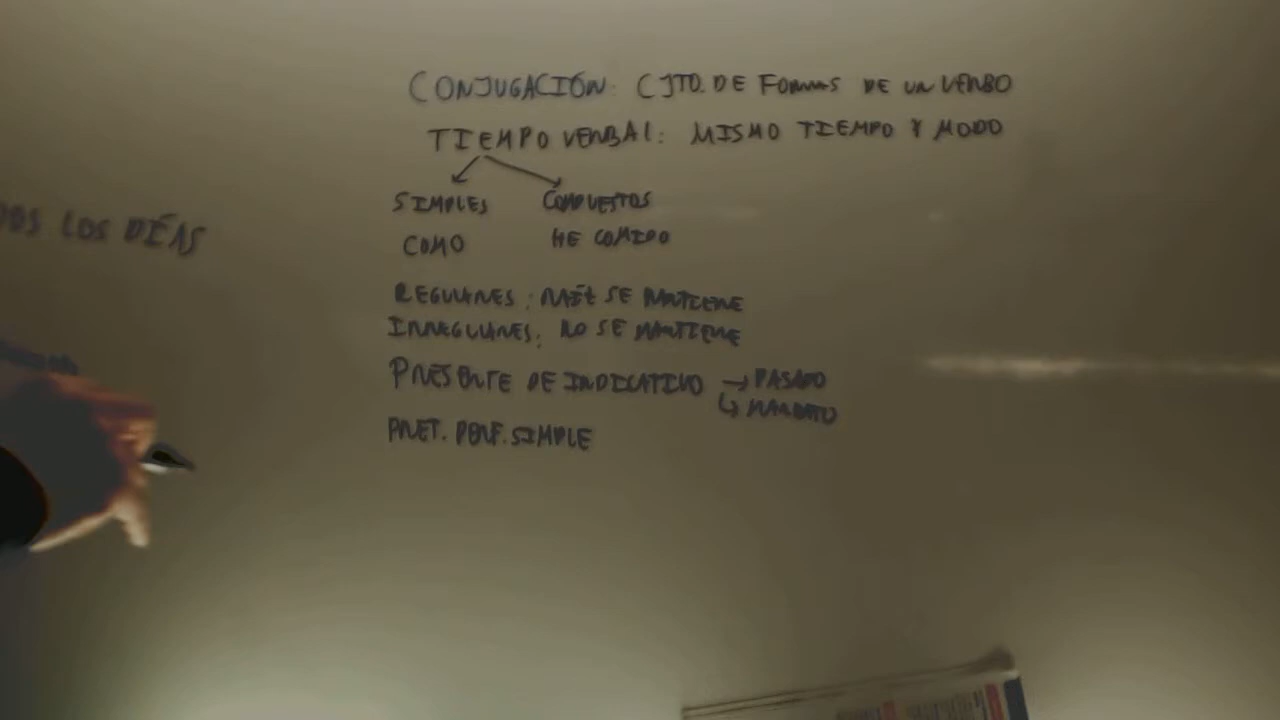 CONJUGACIÓN: CJTO. DE FORMAS DE UN VERBO
TIEMPO VERBAL: MISMO TIEMPO Y MODO
SIMPLES COMPUESTOS
COMO HE COMIDO
REGULARES: RAÍZ SE MANTIENE
IRREGULARES: NO SE MANTIENE
PRESENTE DE INDICATIVO → PASADO
↳ MANDATO
PRET. PERF. SIMPLE
LOS DÍAS